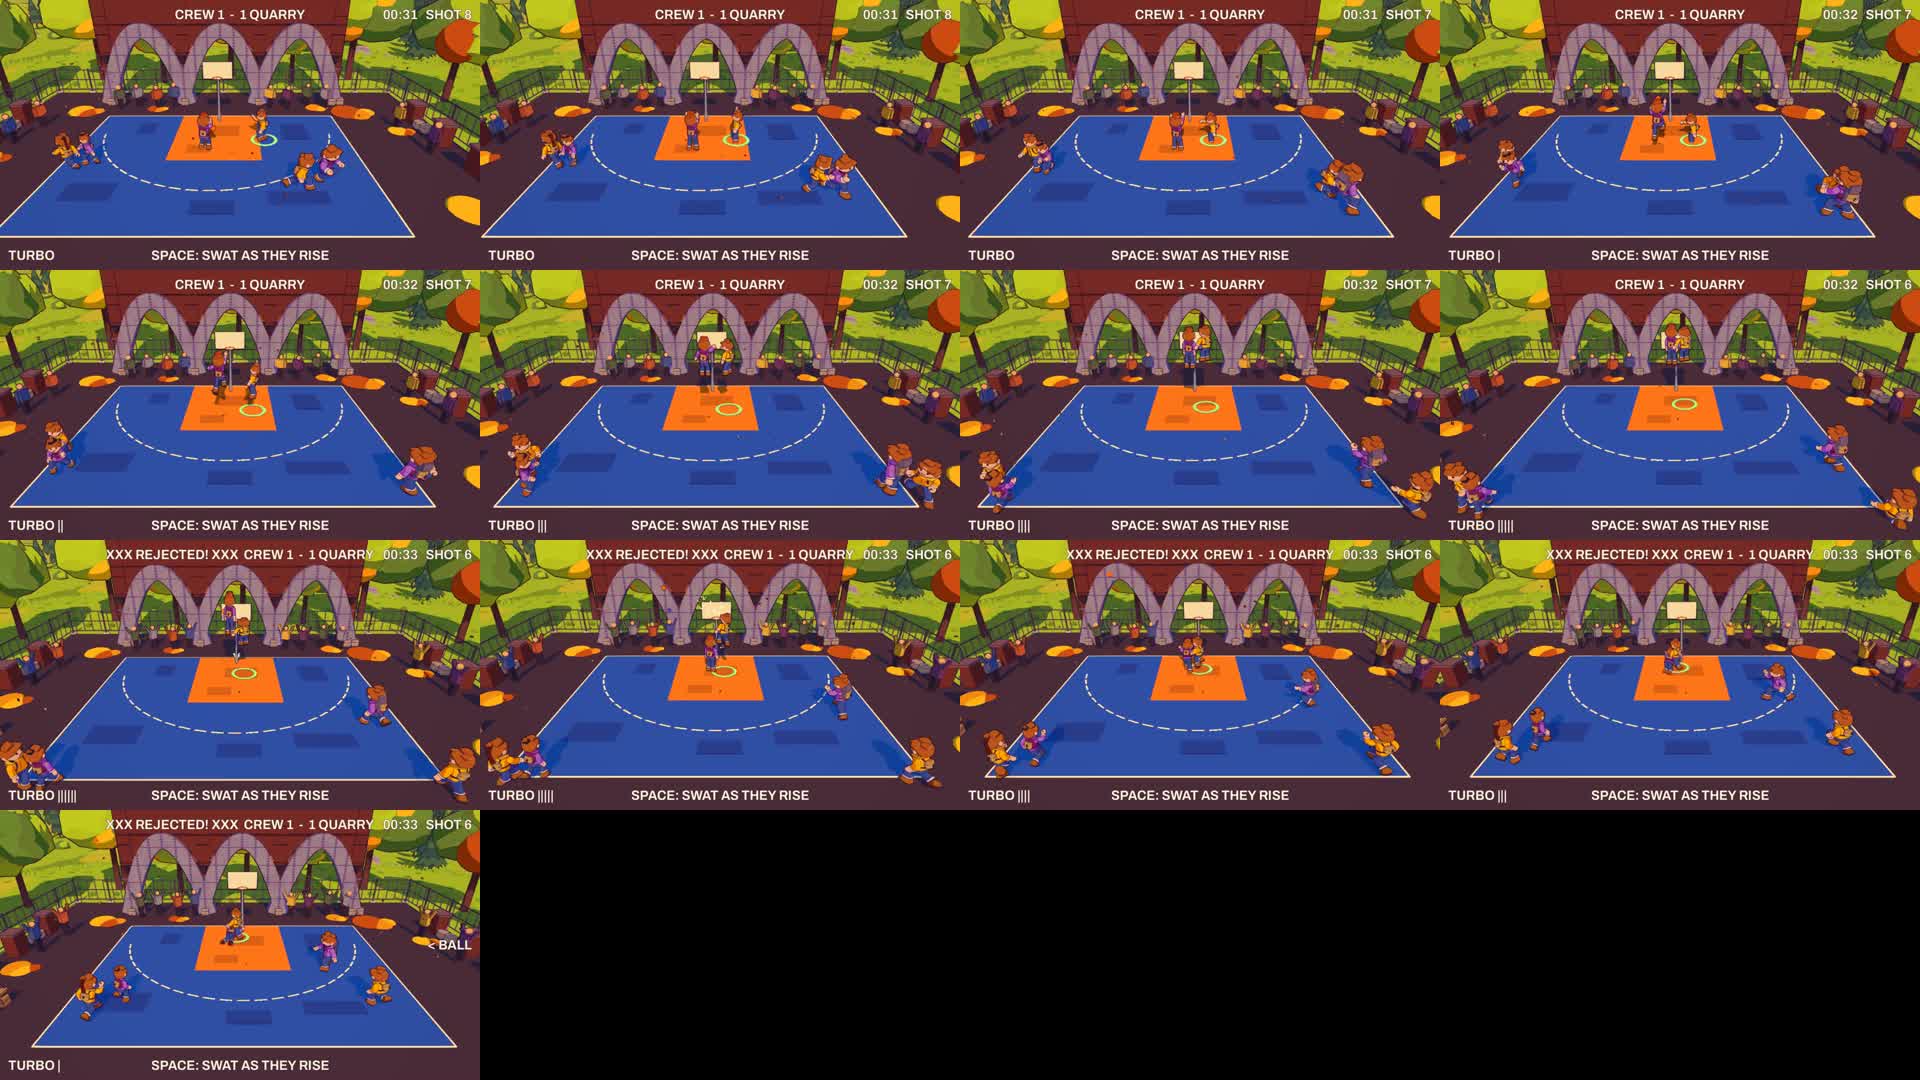 CREW 1 - 1 QUARRY 00:31 SHOT 8
TURBO SPACE: SWAT AS THEY RISE
CREW 1 - 1 QUARRY 00:31 SHOT 8
TURBO SPACE: SWAT AS THEY RISE
CREW 1 - 1 QUARRY 00:31 SHOT 7
TURBO SPACE: SWAT AS THEY RISE
CREW 1 - 1 QUARRY 00:32 SHOT 7
TURBO | SPACE: SWAT AS THEY RISE
CREW 1 - 1 QUARRY 00:32 SHOT 7
TURBO || SPACE: SWAT AS THEY RISE
CREW 1 - 1 QUARRY 00:32 SHOT 7
TURBO ||| SPACE: SWAT AS THEY RISE
CREW 1 - 1 QUARRY 00:32 SHOT 7
TURBO |||| SPACE: SWAT AS THEY RISE
CREW 1 - 1 QUARRY 00:32 SHOT 6
TURBO ||||| SPACE: SWAT AS THEY RISE
XXX REJECTED! XXX CREW 1 - 1 QUARRY 00:33 SHOT 6
TURBO |||||| SPACE: SWAT AS THEY RISE
XXX REJECTED! XXX CREW 1 - 1 QUARRY 00:33 SHOT 6
TURBO ||||| SPACE: SWAT AS THEY RISE
XXX REJECTED! XXX CREW 1 - 1 QUARRY 00:33 SHOT 6
TURBO |||| SPACE: SWAT AS THEY RISE
XXX REJECTED! XXX CREW 1 - 1 QUARRY 00:33 SHOT 6
TURBO ||| SPACE: SWAT AS THEY RISE
XXX REJECTED! XXX CREW 1 - 1 QUARRY 00:33 SHOT 6
< BALL
TURBO | SPACE: SWAT AS THEY RISE